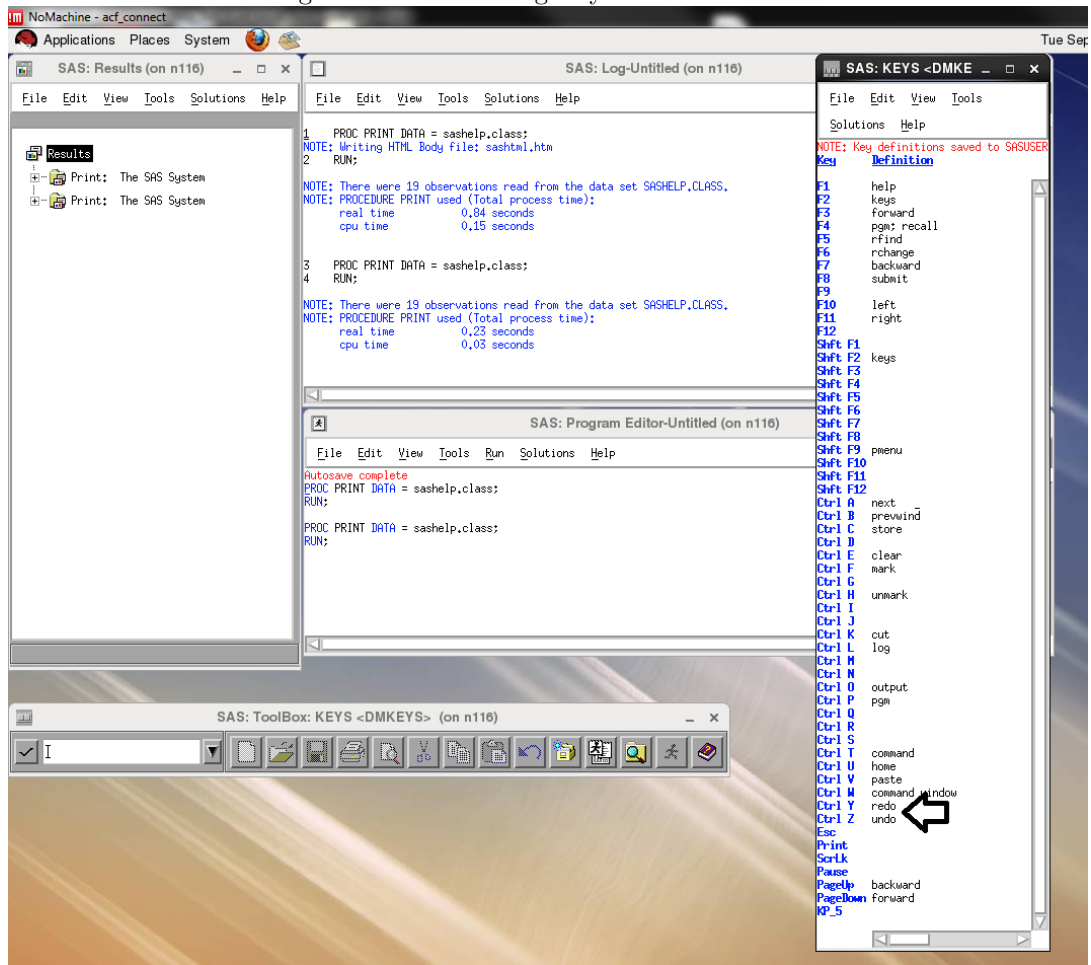 NoMachine - acf_connect
Applications Places System Tue Sep
SAS: Results (on n116)
File Edit View Tools Solutions Help
Results
Print: The SAS System
Print: The SAS System
SAS: Log-Untitled (on n116)
File Edit View Tools Solutions Help
1 PROC PRINT DATA = sashelp.class;
NOTE: Writing HTML Body file: sashtml.htm
2 RUN;
NOTE: There were 19 observations read from the data set SASHELP.CLASS.
NOTE: PROCEDURE PRINT used (Total process time):
real time 0.84 seconds
cpu time 0.15 seconds
3 PROC PRINT DATA = sashelp.class;
4 RUN;
NOTE: There were 19 observations read from the data set SASHELP.CLASS.
NOTE: PROCEDURE PRINT used (Total process time):
real time 0.23 seconds
cpu time 0.03 seconds
SAS: Program Editor-Untitled (on n116)
File Edit View Tools Run Solutions Help
Autosave complete
PROC PRINT DATA = sashelp.class;
RUN;
PROC PRINT DATA = sashelp.class;
RUN;
SAS: ToolBox: KEYS <DMKEYS> (on n116)
SAS: KEYS <DMKE
File Edit View Tools
Solutions Help
NOTE: Key definitions saved to SASUSER
Key Definition
F1 help
F2 keys
F3 forward
F4 pgm; recall
F5 rfind
F6 rchange
F7 backward
F8 submit
F9
F10 left
F11 right
F12
Shft F1
Shft F2 keys
Shft F3
Shft F4
Shft F5
Shft F6
Shft F7
Shft F8
Shft F9 pmenu
Shft F10
Shft F11
Shft F12
Ctrl A next
Ctrl B prevwind
Ctrl C store
Ctrl D
Ctrl E clear
Ctrl F mark
Ctrl G
Ctrl H unmark
Ctrl I
Ctrl J
Ctrl K cut
Ctrl L log
Ctrl M
Ctrl N
Ctrl O output
Ctrl P pgm
Ctrl Q
Ctrl R
Ctrl S
Ctrl T command
Ctrl U home
Ctrl V paste
Ctrl W command window
Ctrl Y redo
Ctrl Z undo
Esc
Print
ScrLk
Pause
PageUp backward
PageDown forward
KP_5